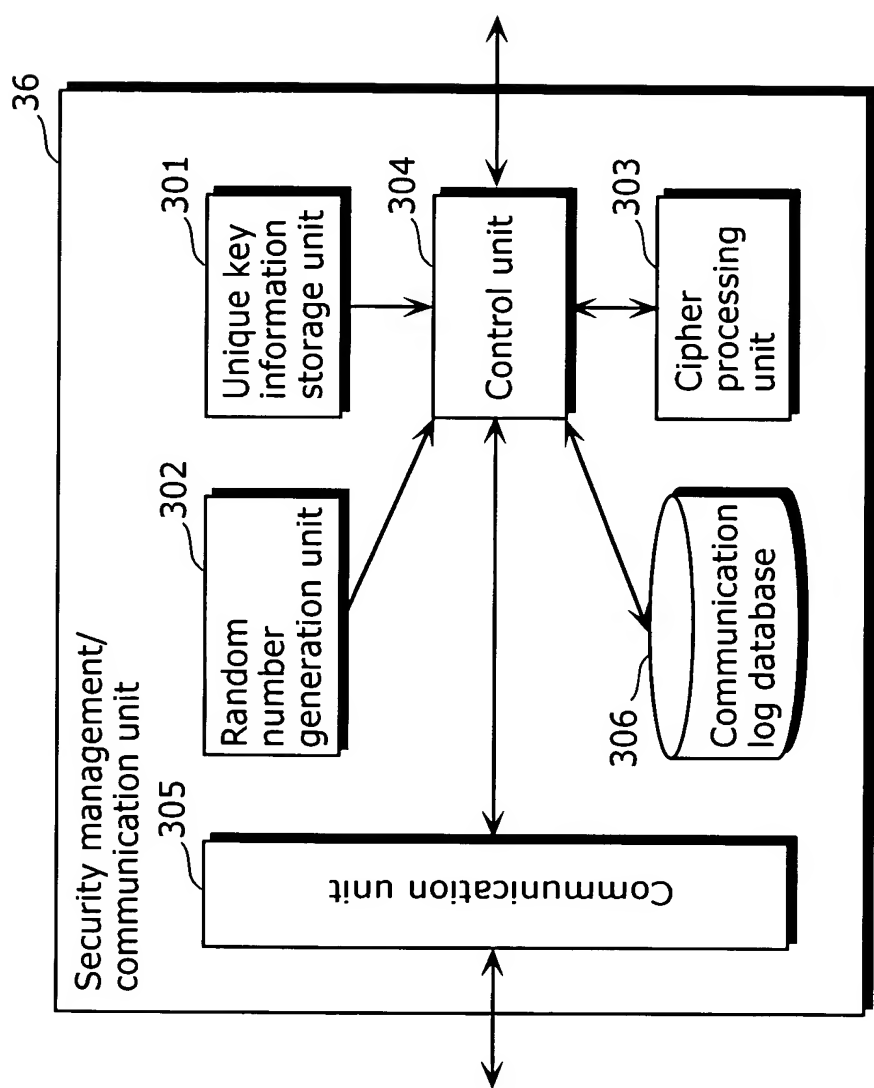 36
Security management/
communication unit
305
Communication unit
302
Random
number
generation unit
301
Unique key
information
storage unit
304
Control unit
306
Communication
log database
303
Cipher
processing
unit